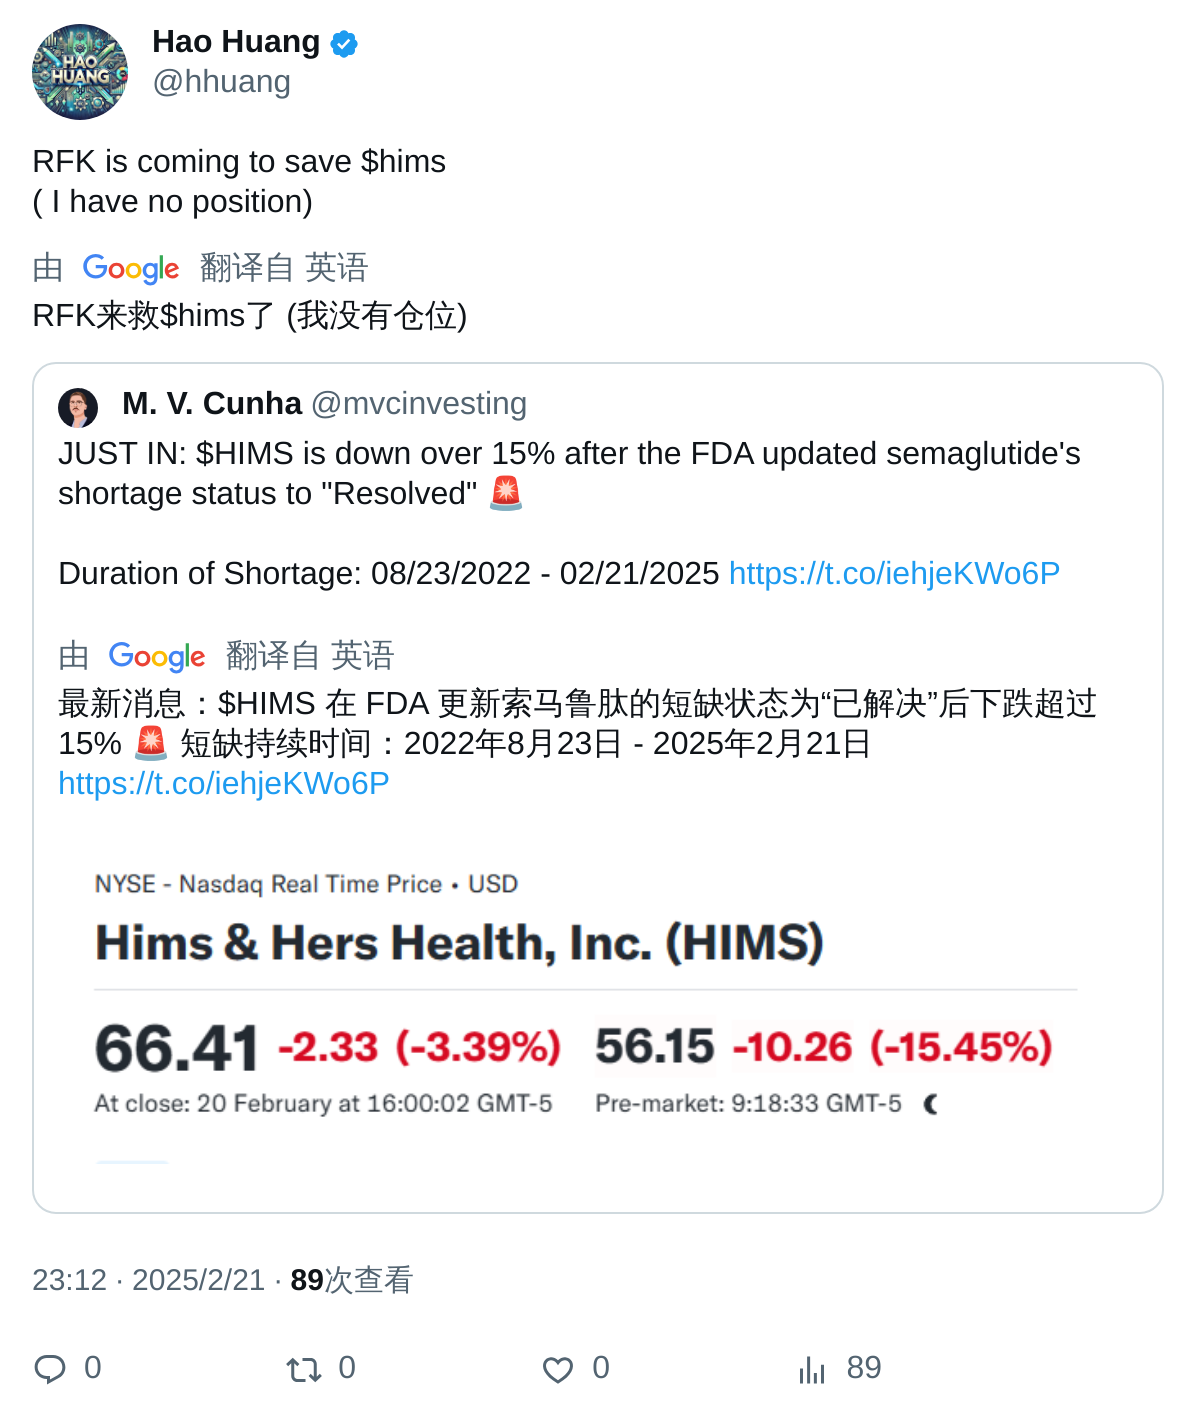 HAO
HUANG
Hao Huang
@hhuang
RFK is coming to save $hims
( I have no position)
由 Google 翻译自 英语
RFK来救$hims了 (我没有仓位)
M. V. Cunha @mvcinvesting
JUST IN: $HIMS is down over 15% after the FDA updated semaglutide's
shortage status to "Resolved" 🚨
Duration of Shortage: 08/23/2022 - 02/21/2025 https://t.co/iehjeKWo6P
由 Google 翻译自 英语
最新消息：$HIMS 在 FDA 更新索马鲁肽的短缺状态为“已解决”后下跌超过
15% 🚨 短缺持续时间：2022年8月23日 - 2025年2月21日
https://t.co/iehjeKWo6P
NYSE - Nasdaq Real Time Price • USD
Hims & Hers Health, Inc. (HIMS)
66.41 -2.33 (-3.39%) 56.15 -10.26 (-15.45%)
At close: 20 February at 16:00:02 GMT-5 Pre-market: 9:18:33 GMT-5
23:12 · 2025/2/21 · 89次查看
0 0 0 89